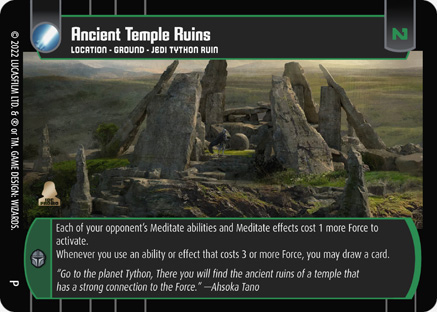 Ancient Temple Ruins
LOCATION - GROUND - JEDI TYTHON RUIN
© 2022 LUCASFILM LTD. & ® or TM. GAME DESIGN: WIZARDS.
P
Each of your opponent's Meditate abilities and Meditate effects cost 1 more Force to
activate.
Whenever you use an ability or effect that costs 3 or more Force, you may draw a card.
"Go to the planet Tython, There you will find the ancient ruins of a temple that
has a strong connection to the Force." —Ahsoka Tano